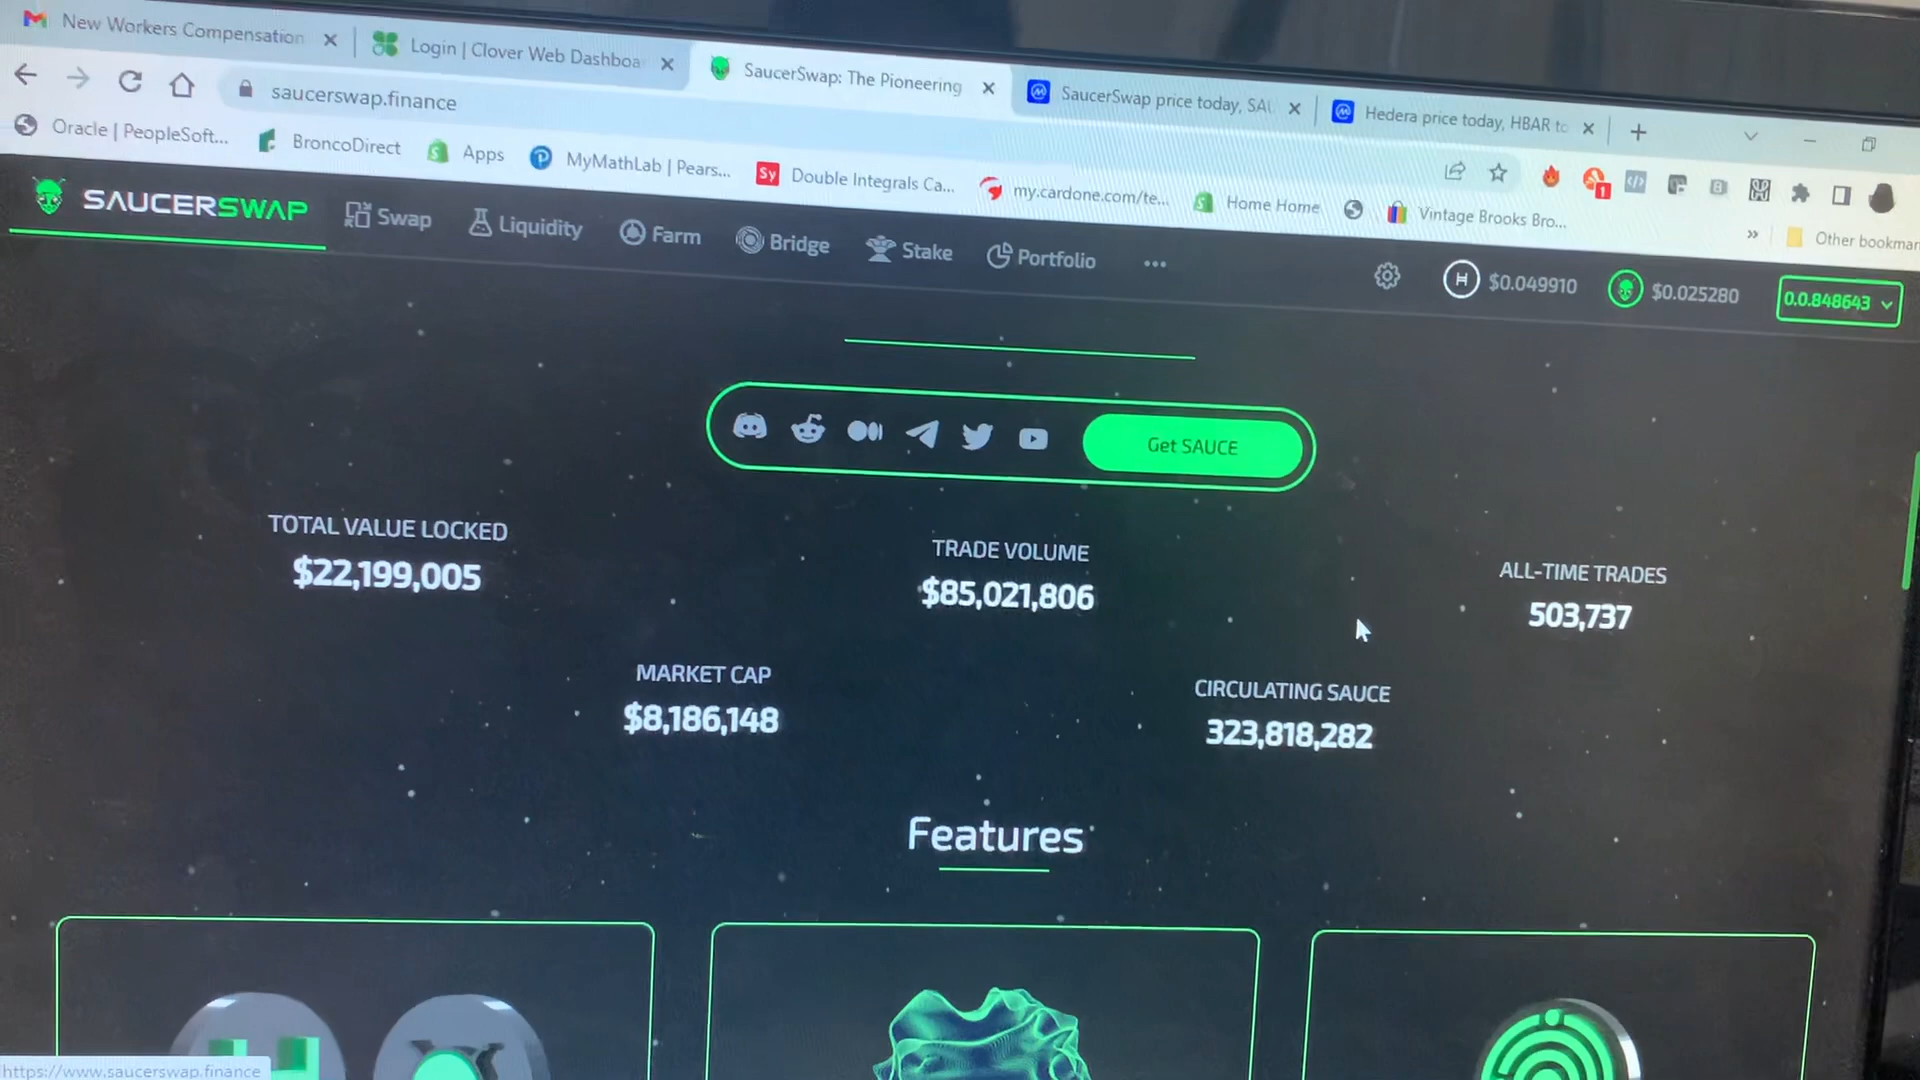 New Workers Compensation
Login | Clover Web Dashboa
SaucerSwap: The Pioneering
SaucerSwap price today, SAU
Hedera price today, HBAR to
saucerswap.finance
Oracle | PeopleSoft...
BroncoDirect
Apps
MyMathLab | Pears...
Sy
Double Integrals Ca...
my.cardone.com/te...
Home Home
Vintage Brooks Bro...
Other bookmar
1
SAUCERSWAP
Swap
Liquidity
Farm
Bridge
Stake
Portfolio
...
H
$0.049910
$0.025280
0.0.848643
Get SAUCE
TOTAL VALUE LOCKED
$22,199,005
TRADE VOLUME
$85,021,806
ALL-TIME TRADES
503,737
MARKET CAP
$8,186,148
CIRCULATING SAUCE
323,818,282
Features
https://www.saucerswap.finance